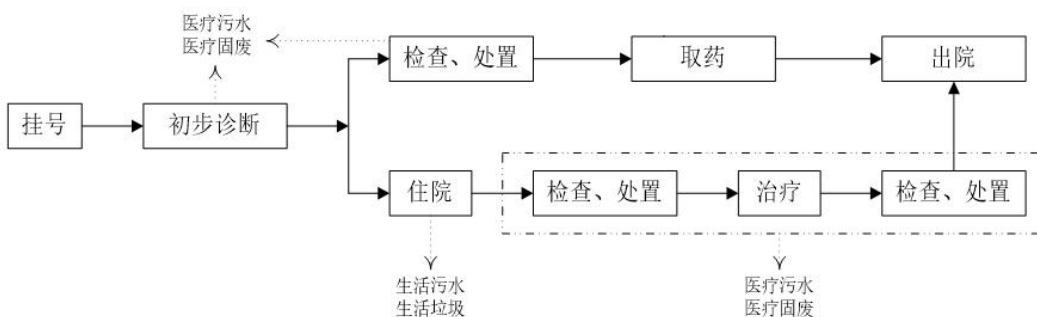 医疗污水
医疗固废
检查、处置
取药
出院
挂号
初步诊断
住院
检查、处置
治疗
检查、处置
生活污水
生活垃圾
医疗污水
医疗固废